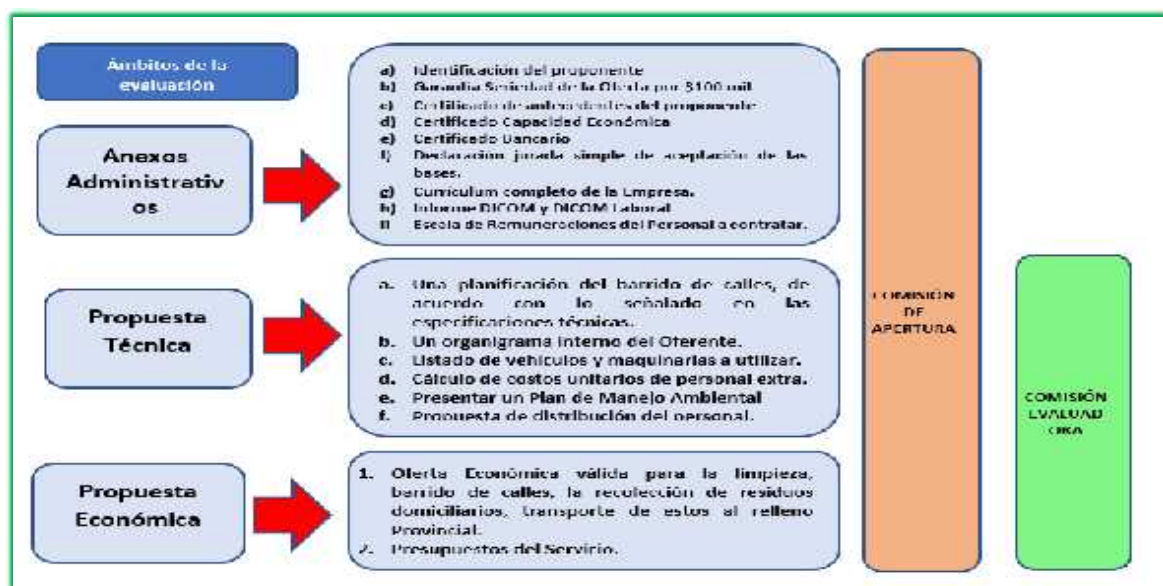 Ámbitos de la
evaluación
a) Identificación del proponente
b) Garantía Seriedad de la Oferta por $100 mil
c) Certificado de antecedentes del proponente
d) Certificado Capacidad Económica
e) Certificado Bancario
f) Declaración jurada simple de aceptación de las
bases.
g) Currículum completo de la Empresa.
h) Informe DICOM y DICOM Laboral
i) Escala de Remuneraciones del Personal a contratar.
Anexos
Administrativ
os
Propuesta
Técnica
a. Una planificación del barrido de calles, de
acuerdo con lo señalado en las
especificaciones técnicas.
b. Un organigrama interno del Oferente.
c. Listado de vehículos y maquinarias a utilizar.
d. Cálculo de costos unitarios de personal extra.
e. Presentar un Plan de Manejo Ambiental
f. Propuesta de distribución del personal.
Propuesta
Económica
1. Oferta Económica válida para la limpieza,
barrido de calles, la recolección de residuos
domiciliarios, transporte de estos al relleno
Provincial.
2. Presupuestos del Servicio.
COMISIÓN
DE
APERTURA
COMISIÓN
EVALUAD
ORA